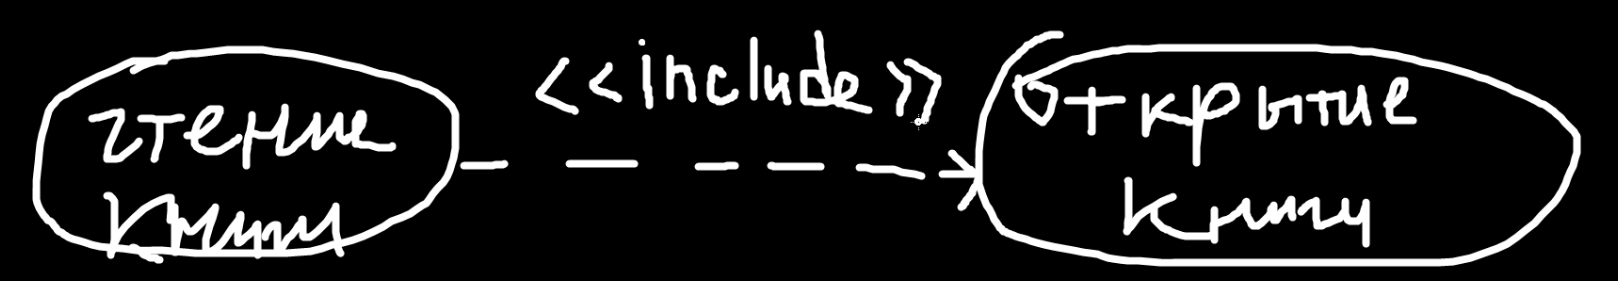 чтение
книги
<<include>>
открытие
книги